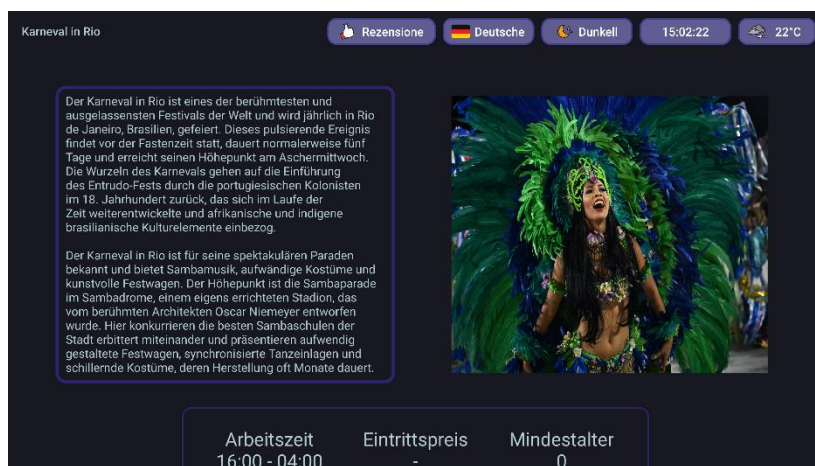 Karneval in Rio
Rezensione
Deutsche
Dunkell
15:02:22
22°C
Der Karneval in Rio ist eines der berühmtesten und
ausgelassensten Festivals der Welt und wird jährlich in Rio
de Janeiro, Brasilien, gefeiert. Dieses pulsierende Ereignis
findet vor der Fastenzeit statt, dauert normalerweise fünf
Tage und erreicht seinen Höhepunkt am Aschermittwoch.
Die Wurzeln des Karnevals gehen auf die Einführung
des Entrudo-Fests durch die portugiesischen Kolonisten
im 18. Jahrhundert zurück, das sich im Laufe der
Zeit weiterentwickelte und afrikanische und indigene
brasilianische Kulturelemente einbezog.
Der Karneval in Rio ist für seine spektakulären Paraden
bekannt und bietet Sambamusik, aufwändige Kostüme und
kunstvolle Festwagen. Der Höhepunkt ist die Sambaparade
im Sambadrome, einem eigens errichteten Stadion, das
vom berühmten Architekten Oscar Niemeyer entworfen
wurde. Hier konkurrieren die besten Sambaschulen der
Stadt erbittert miteinander und präsentieren aufwendig
gestaltete Festwagen, synchronisierte Tanzeinlagen und
schillernde Kostüme, deren Herstellung oft Monate dauert.
Arbeitszeit Eintrittspreis Mindestalter
16:00 - 04:00 - 0